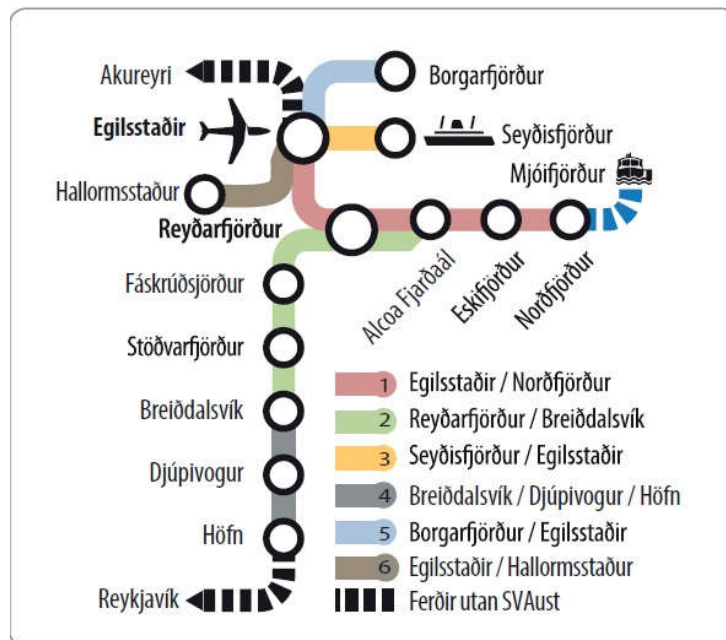 Akureyri
Borgarfjörður
Egilsstaðir
Seyðisfjörður
Mjóifjörður
Hallormsstaður
Reyðarfjörður
Fáskrúðsjörður
Alcoa Fjarðaál
Eskifjörður
Norðfjörður
Stöðvarfjörður
Breiðdalsvík
Djúpivogur
Höfn
Reykjavík
1 Egilsstaðir / Norðfjörður
2 Reyðarfjörður / Breiðdalsvík
3 Seyðisfjörður / Egilsstaðir
4 Breiðdalsvík / Djúpivogur / Höfn
5 Borgarfjörður / Egilsstaðir
6 Egilsstaðir / Hallormsstaður
Ferðir utan SVAust